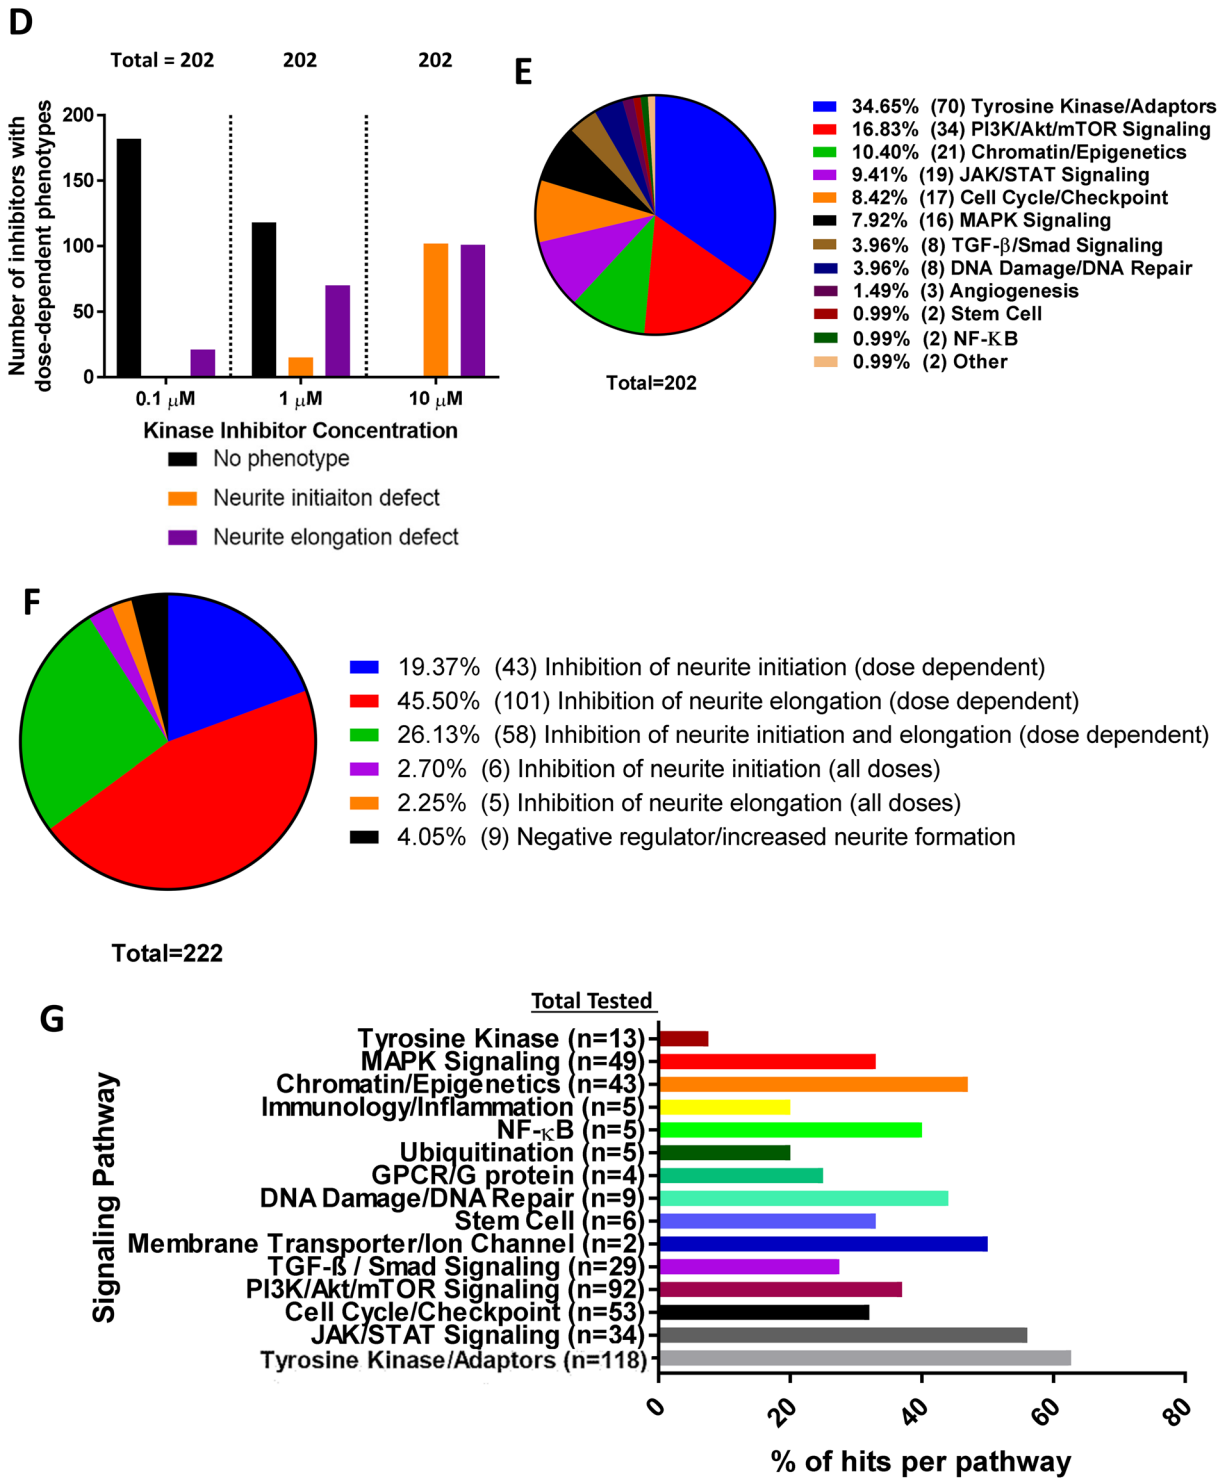 D
Total = 202 202 202
Number of inhibitors with
dose-dependent phenotypes
200
150
100
50
0
0.1 μM 1 μM 10 μM
Kinase Inhibitor Concentration
No phenotype
Neurite initiaiton defect
Neurite elongation defect
E
34.65% (70) Tyrosine Kinase/Adaptors
16.83% (34) PI3K/Akt/mTOR Signaling
10.40% (21) Chromatin/Epigenetics
9.41% (19) JAK/STAT Signaling
8.42% (17) Cell Cycle/Checkpoint
7.92% (16) MAPK Signaling
3.96% (8) TGF-β/Smad Signaling
3.96% (8) DNA Damage/DNA Repair
1.49% (3) Angiogenesis
0.99% (2) Stem Cell
0.99% (2) NF-KB
0.99% (2) Other
Total=202
F
19.37% (43) Inhibition of neurite initiation (dose dependent)
45.50% (101) Inhibition of neurite elongation (dose dependent)
26.13% (58) Inhibition of neurite initiation and elongation (dose dependent)
2.70% (6) Inhibition of neurite initiation (all doses)
2.25% (5) Inhibition of neurite elongation (all doses)
4.05% (9) Negative regulator/increased neurite formation
Total=222
G
Total Tested
Signaling Pathway
Tyrosine Kinase (n=13)
MAPK Signaling (n=49)
Chromatin/Epigenetics (n=43)
Immunology/Inflammation (n=5)
NF-κB (n=5)
Ubiquitination (n=5)
GPCR/G protein (n=4)
DNA Damage/DNA Repair (n=9)
Stem Cell (n=6)
Membrane Transporter/Ion Channel (n=2)
TGF-ß / Smad Signaling (n=29)
PI3K/Akt/mTOR Signaling (n=92)
Cell Cycle/Checkpoint (n=53)
JAK/STAT Signaling (n=34)
Tyrosine Kinase/Adaptors (n=118)
0 20 40 60 80
% of hits per pathway